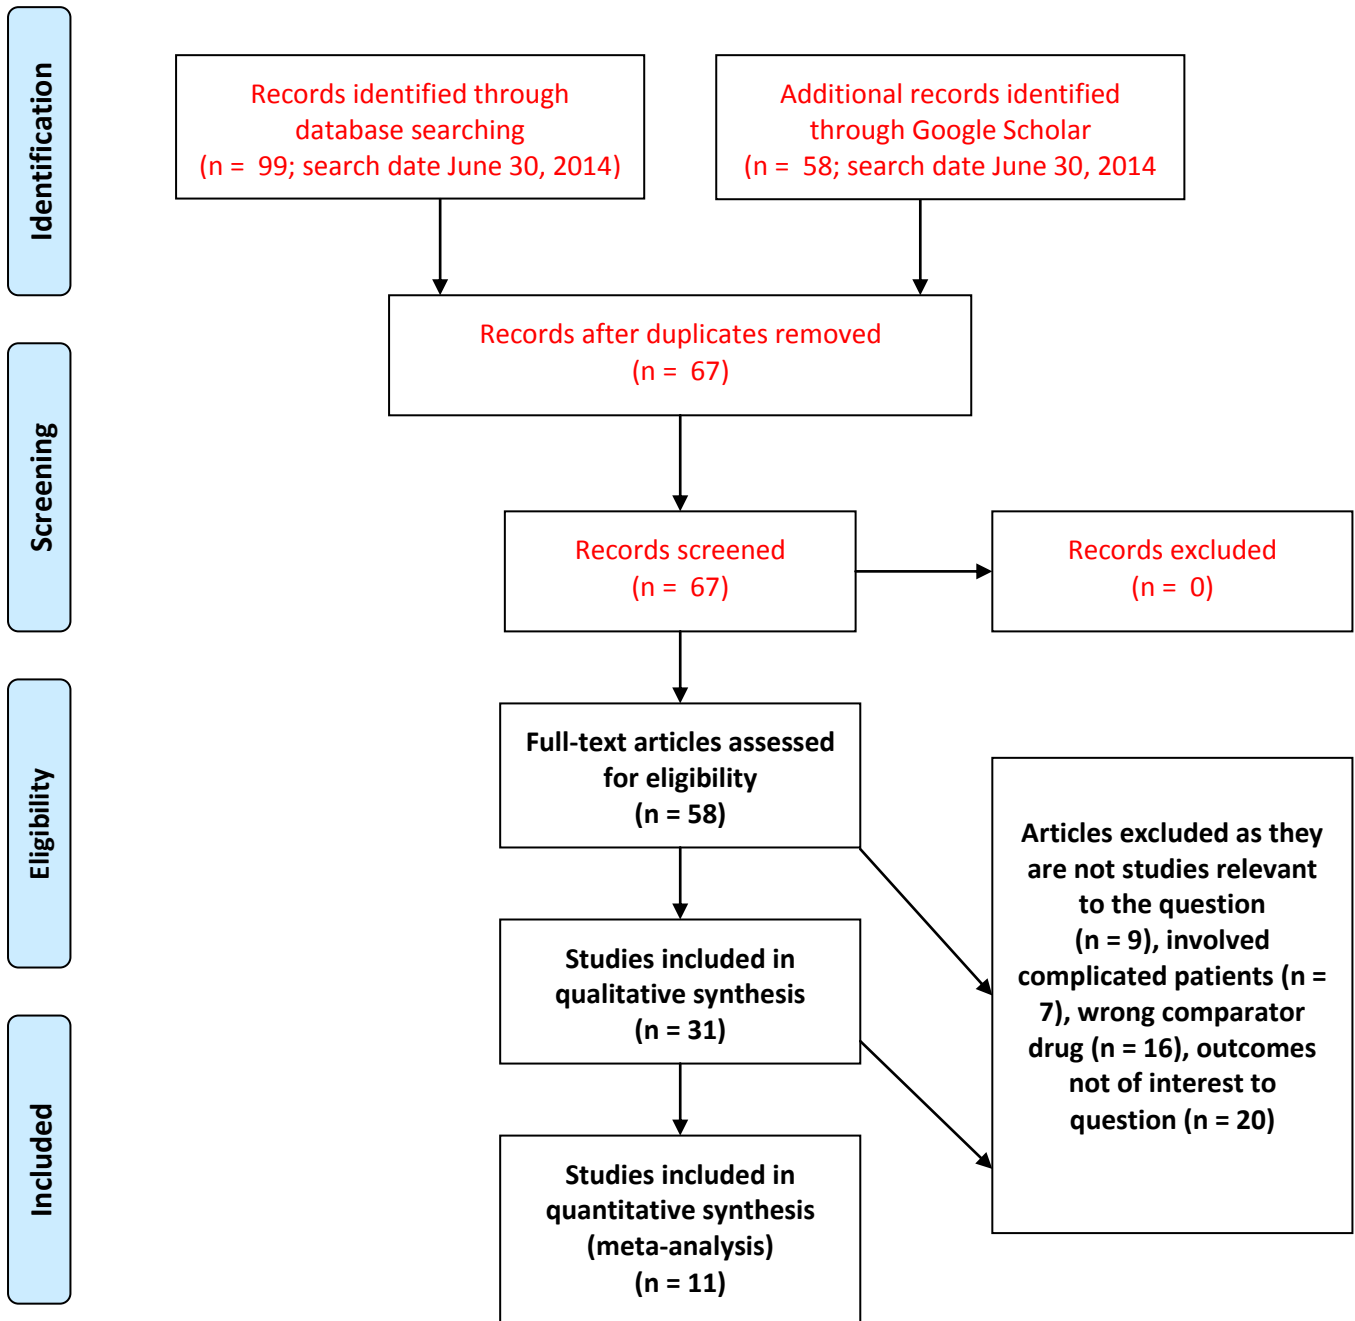 Identification
Records identified through
database searching
(n =  99; search date June 30, 2014)
Additional records identified
through Google Scholar
(n =  58; search date June 30, 2014
Records after duplicates removed
(n =  67)
Screening
Records screened
(n =  67)
Records excluded
(n =  0)
Eligibility
Full-text articles assessed
for eligibility
(n = 58)
Articles excluded as they
are not studies relevant
to the question
(n = 9), involved
complicated patients (n =
7), wrong comparator
drug (n = 16), outcomes
not of interest to
question (n = 20)
Studies included in
qualitative synthesis
(n = 31)
Included
Studies included in
quantitative synthesis
(meta-analysis)
(n = 11)